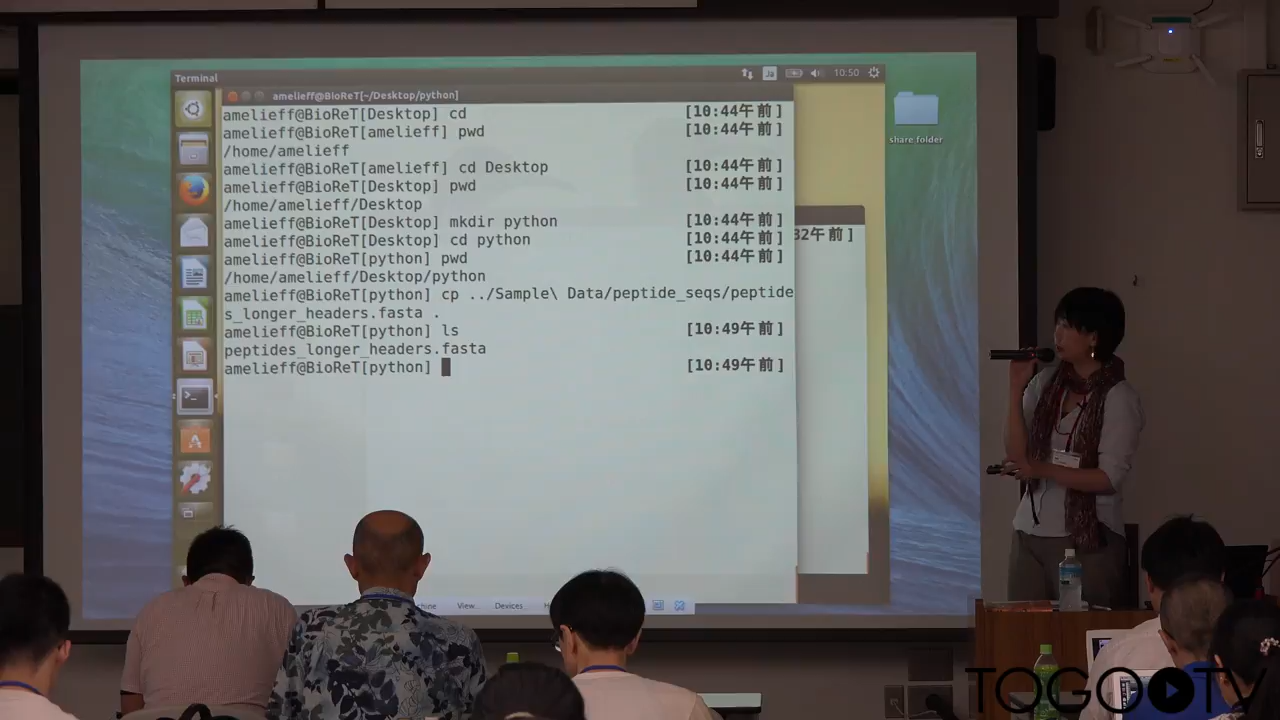 Terminal
Ja
10:50
amelieff@BioReT[~/Desktop/python]
amelieff@BioReT[Desktop] cd [10:44午前]
amelieff@BioReT[amelieff] pwd [10:44午前]
/home/amelieff
amelieff@BioReT[amelieff] cd Desktop [10:44午前]
amelieff@BioReT[Desktop] pwd [10:44午前]
/home/amelieff/Desktop
amelieff@BioReT[Desktop] mkdir python [10:44午前]
amelieff@BioReT[Desktop] cd python [10:44午前]
amelieff@BioReT[python] pwd [10:44午前]
/home/amelieff/Desktop/python
amelieff@BioReT[python] cp ../Sample\ Data/peptide_seqs/peptide
s_longer_headers.fasta .
amelieff@BioReT[python] ls [10:49午前]
peptides_longer_headers.fasta
amelieff@BioReT[python] [10:49午前]
32午前]
share folder
View
Devices
TOGOTV